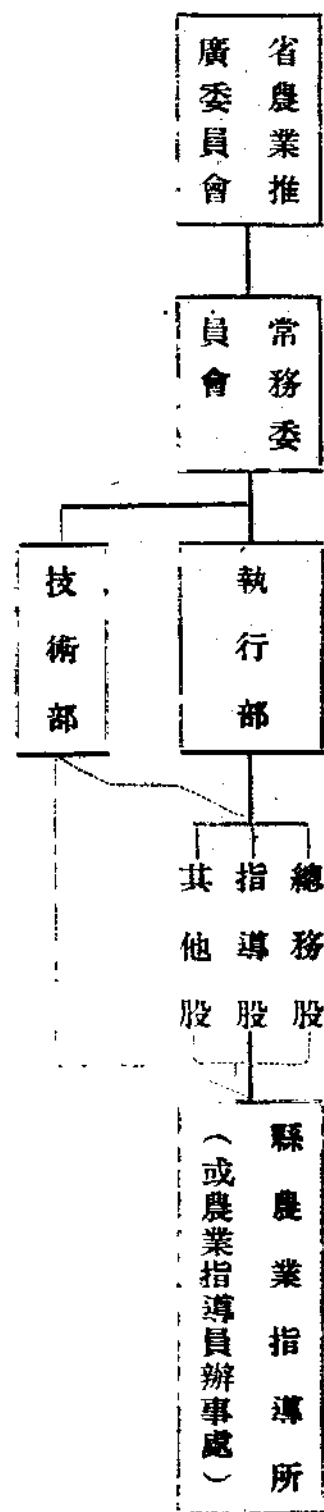 省農業推
廣委員會
常務委
員會
執行部
技術部
總務股
指導股
其他股
縣農業指導所
（或農業指導員辦事處）